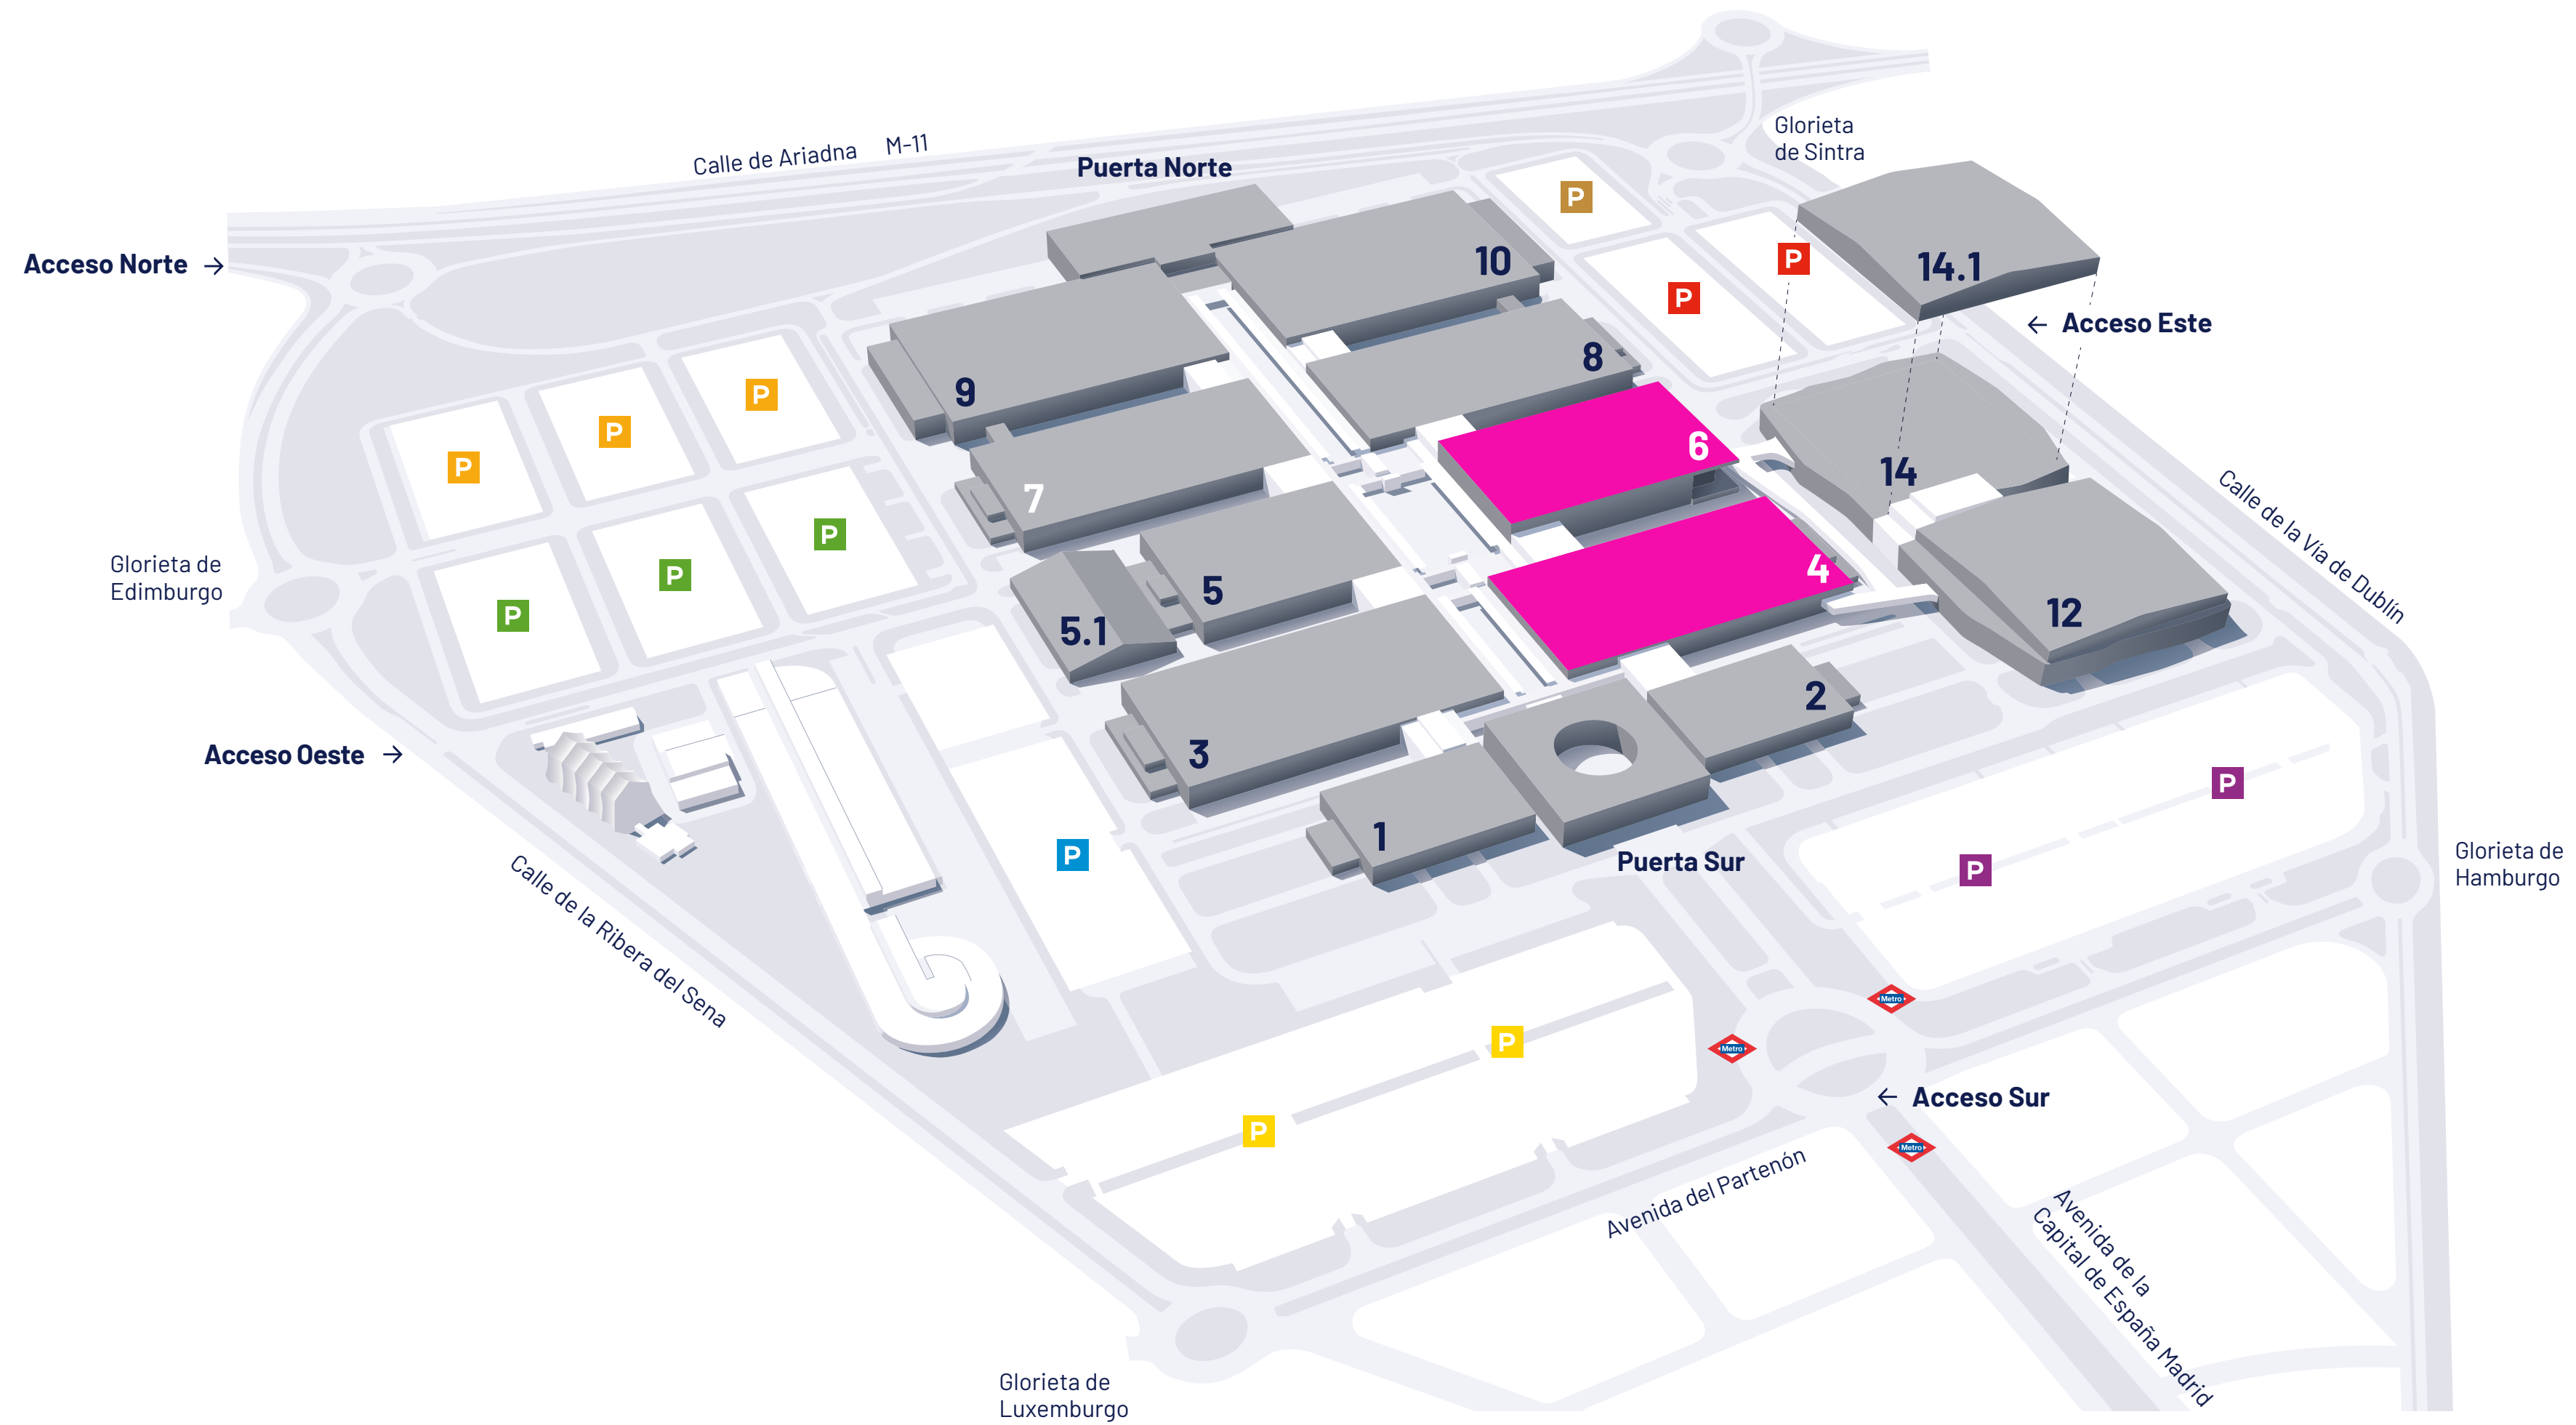 Glorieta
de Sintra
Calle de Ariadna M-11
Puerta Norte
P
10
14.1
Acceso Norte →
P
P
← Acceso Este
8
9
P
P
P
6
7
14
Calle de la Vía de Dublín
P
P
P
4
Glorieta de
Edimburgo
5
5.1
12
2
3
Acceso Oeste →
P
1
P
Puerta Sur
P
Glorieta de
Hamburgo
Calle de la Ribera del Sena
Metro
P
Metro
P
← Acceso Sur
Metro
Avenida del Partenón
Avenida de la
Capital de España Madrid
Glorieta de
Luxemburgo